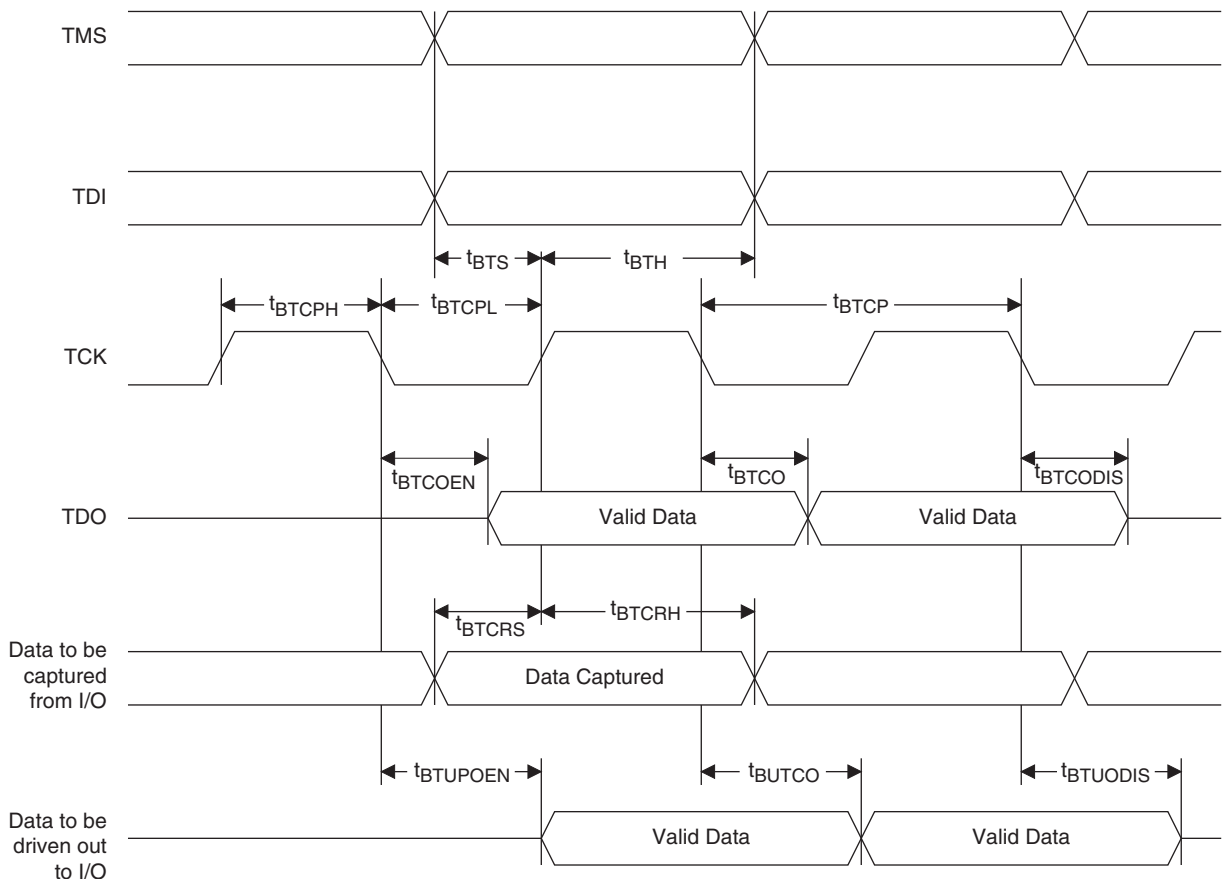 TMS
TDI
tBTS
tBTH
tBTCPH
tBTCPL
tBTCP
TCK
tBTCOEN
tBTCO
tBTCODIS
TDO
Valid Data
Valid Data
tBTCRS
tBTCRH
Data to be
captured
from I/O
Data Captured
tBTUPOEN
tBUTCO
tBTUODIS
Data to be
driven out
to I/O
Valid Data
Valid Data